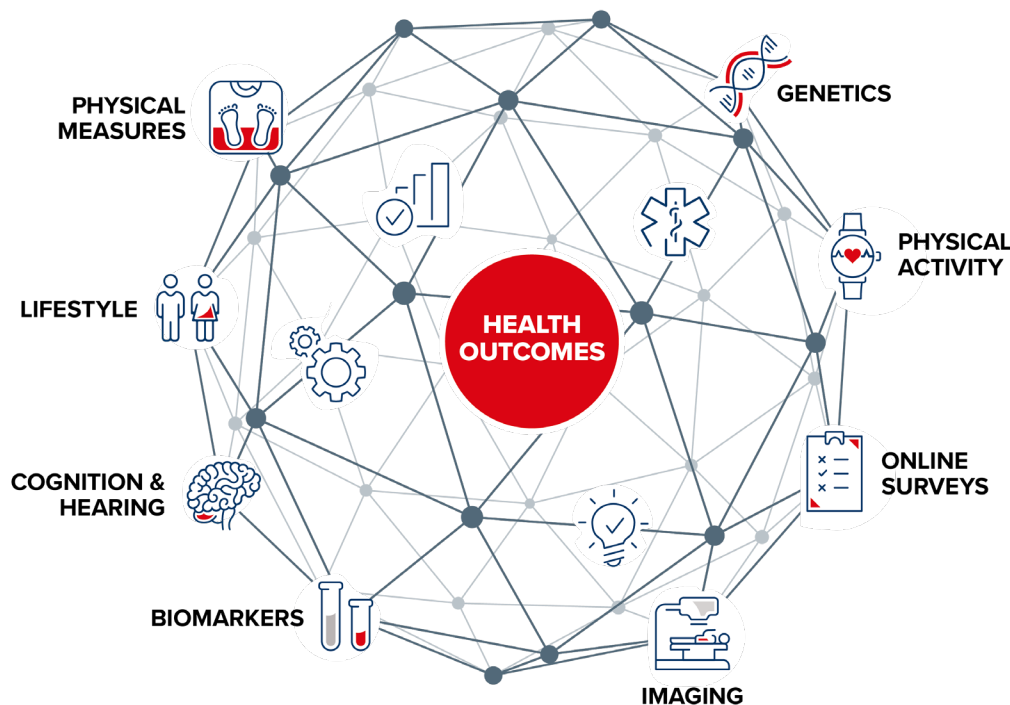 PHYSICAL
MEASURES
GENETICS
PHYSICAL
ACTIVITY
LIFESTYLE
HEALTH
OUTCOMES
COGNITION &
HEARING
ONLINE
SURVEYS
BIOMARKERS
IMAGING